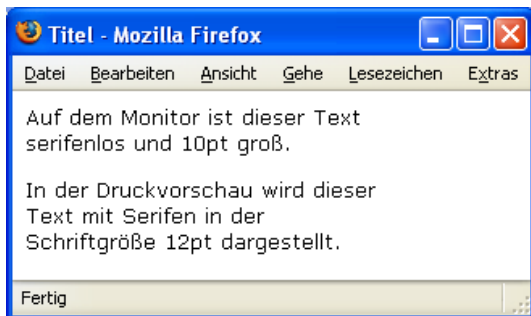 Titel - Mozilla Firefox
Datei Bearbeiten Ansicht Gehe Lesezeichen Extras
Auf dem Monitor ist dieser Text
serifenlos und 10pt groß.
In der Druckvorschau wird dieser
Text mit Serifen in der
Schriftgröße 12pt dargestellt.
Fertig